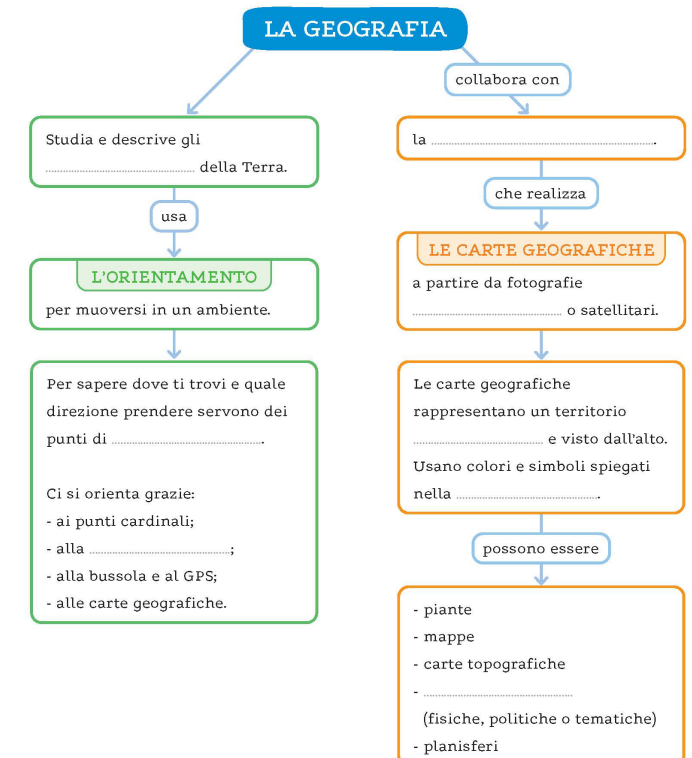 LA GEOGRAFIA
collabora con
Studia e descrive gli
........................ della Terra.
usa
L'ORIENTAMENTO
per muoversi in un ambiente.
Per sapere dove ti trovi e quale
direzione prendere servono dei
punti di .........................
Ci si orienta grazie:
- ai punti cardinali;
- alla ........................;
- alla bussola e al GPS;
- alle carte geografiche.
la .........................
che realizza
LE CARTE GEOGRAFICHE
a partire da fotografie
........................ o satellitari.
Le carte geografiche
rappresentano un territorio
........................ e visto dall'alto.
Usano colori e simboli spiegati
nella .........................
possono essere
- piante
- mappe
- carte topografiche
- ........................
(fisiche, politiche o tematiche)
- planisferi